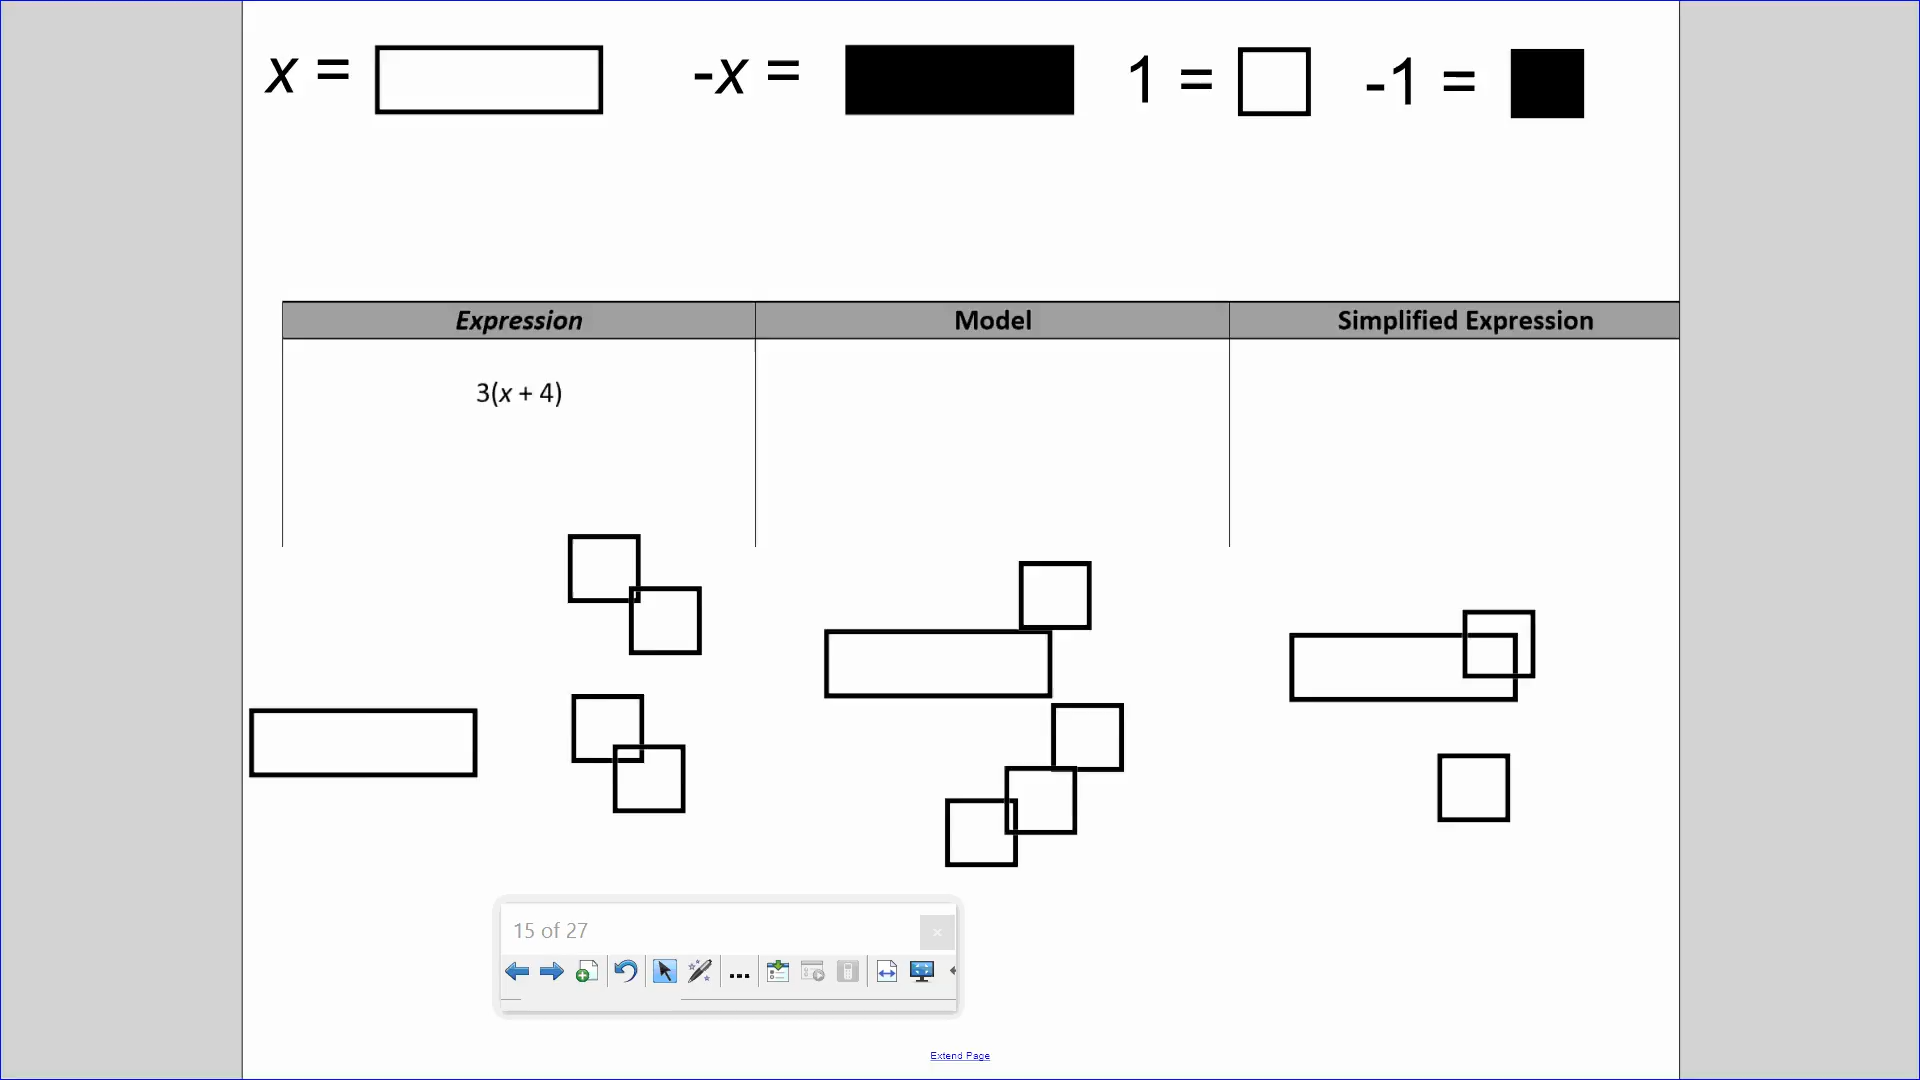 x = -x = 1 = -1 =
Expression Model Simplified Expression
3(x + 4)
15 of 27
Extend Page